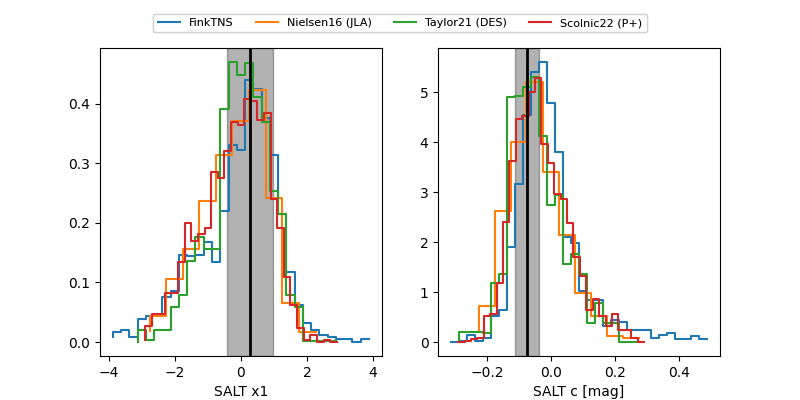 FinkTNS Nielsen16 (JLA) Taylor21 (DES) Scolnic22 (P+)
0.4
0.3
0.2
0.1
0.0
−4 −2 0 2 4
SALT x1
5
4
3
2
1
0
−0.2 0.0 0.2 0.4
SALT c [mag]